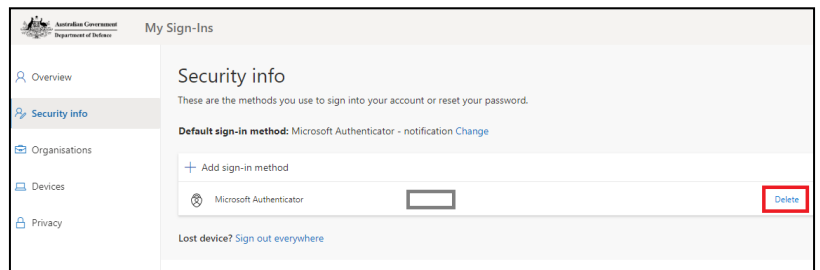 Australian Government
Department of Defence
My Sign-Ins
Overview
Security info
Organisations
Devices
Privacy
Security info
These are the methods you use to sign into your account or reset your password.
Default sign-in method: Microsoft Authenticator - notification Change
+ Add sign-in method
Microsoft Authenticator Delete
Lost device? Sign out everywhere